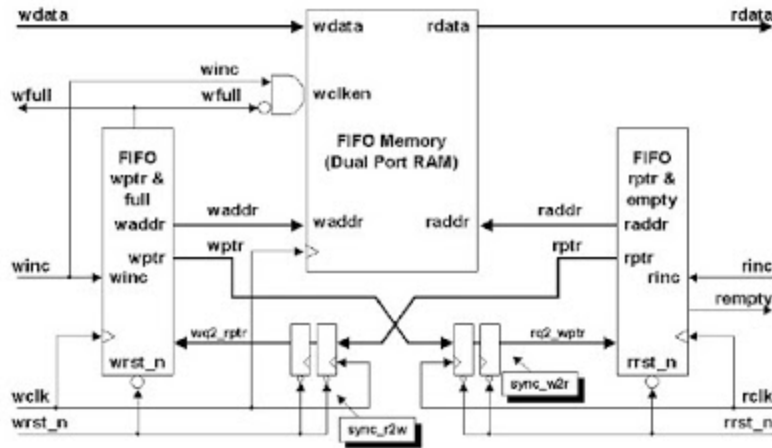 wdata
wdata
rdata
rdata
winc
wclken
wfull
wfull
FIFO Memory
(Dual Port RAM)
FIFO
wptr &
full
FIFO
rptr &
empty
waddr
waddr
waddr
raddr
raddr
raddr
wptr
wptr
rptr
rptr
winc
winc
rinc
rinc
rempty
wq2_rptr
rq2_wptr
wrst_n
rrst_n
sync_w2r
wclk
rclk
wrst_n
sync_r2w
rrst_n